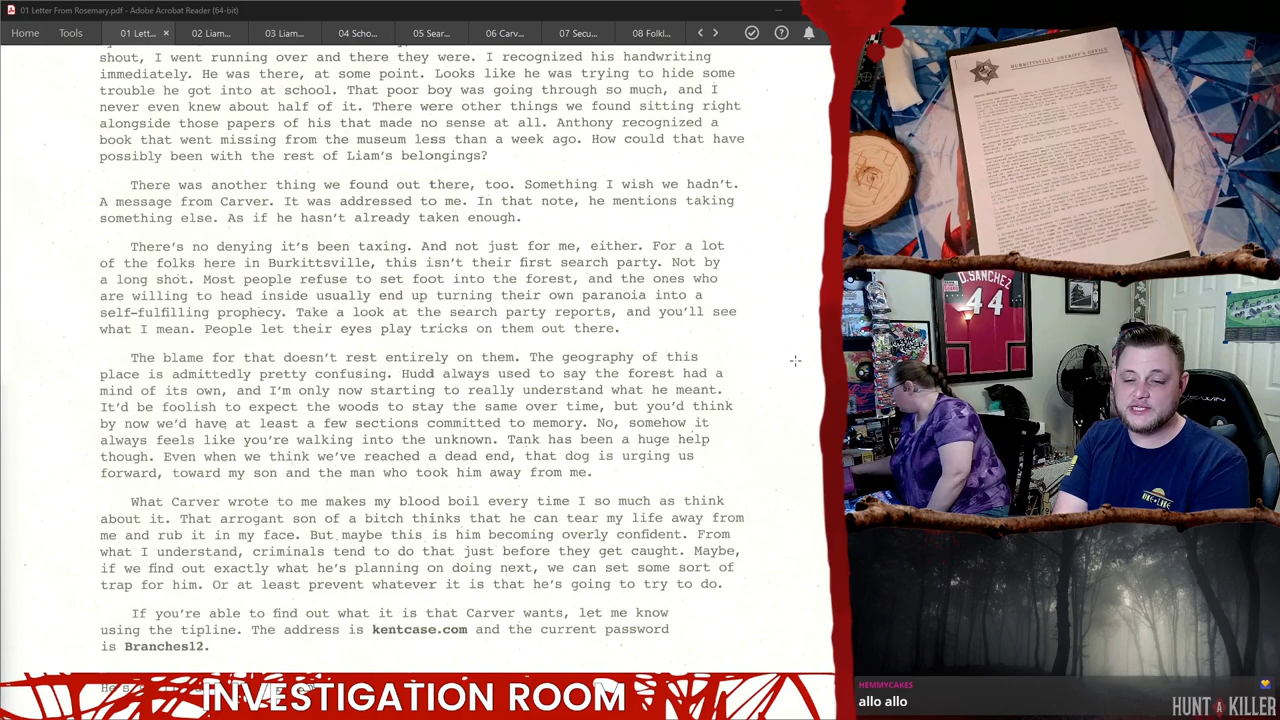 01 Letter From Rosemary.pdf - Adobe Acrobat Reader (64-bit)
Home Tools 01 Lett... × 02 Liam... 03 Liam... 04 Scho... 05 Sear... 06 Carv... 07 Secu... 08 Folkl...
shout, I went running over and there they were. I recognized his handwriting
immediately. He was there, at some point. Looks like he was trying to hide some
trouble he got into at school. That poor boy was going through so much, and I
never even knew about half of it. There were other things we found sitting right
alongside those papers of his that made no sense at all. Anthony recognized a
book that went missing from the museum less than a week ago. How could that have
possibly been with the rest of Liam's belongings?
There was another thing we found out there, too. Something I wish we hadn't.
A message from Carver. It was addressed to me. In that note, he mentions taking
something else. As if he hasn't already taken enough.
There's no denying it's been taxing. And not just for me, either. For a lot
of the folks here in Burkittsville, this isn't their first search party. Not by
a long shot. Most people refuse to set foot into the forest, and the ones who
are willing to head inside usually end up turning their own paranoia into a
self-fulfilling prophecy. Take a look at the search party reports, and you'll see
what I mean. People let their eyes play tricks on them out there.
The blame for that doesn't rest entirely on them. The geography of this
place is admittedly pretty confusing. Hudd always used to say the forest had a
mind of its own, and I'm only now starting to really understand what he meant.
It'd be foolish to expect the woods to stay the same over time, but you'd think
by now we'd have at least a few sections committed to memory. No, somehow it
always feels like you're walking into the unknown. Tank has been a huge help
though. Even when we think we've reached a dead end, that dog is urging us
forward, toward my son and the man who took him away from me.
What Carver wrote to me makes my blood boil every time I so much as think
about it. That arrogant son of a bitch thinks that he can tear my life away from
me and rub it in my face. But maybe this is him becoming overly confident. From
what I understand, criminals tend to do that just before they get caught. Maybe,
if we find out exactly what he's planning on doing next, we can set some sort of
trap for him. Or at least prevent whatever it is that he's going to try to do.
If you're able to find out what it is that Carver wants, let me know
using the tipline. The address is kentcase.com and the current password
is Branches12.
INVESTIGATION ROOM
BURKITTSVILLE SHERIFF'S OFFICE
D.SANCHEZ
44
HEMMYCAKES
allo allo
HUNT A KILLER